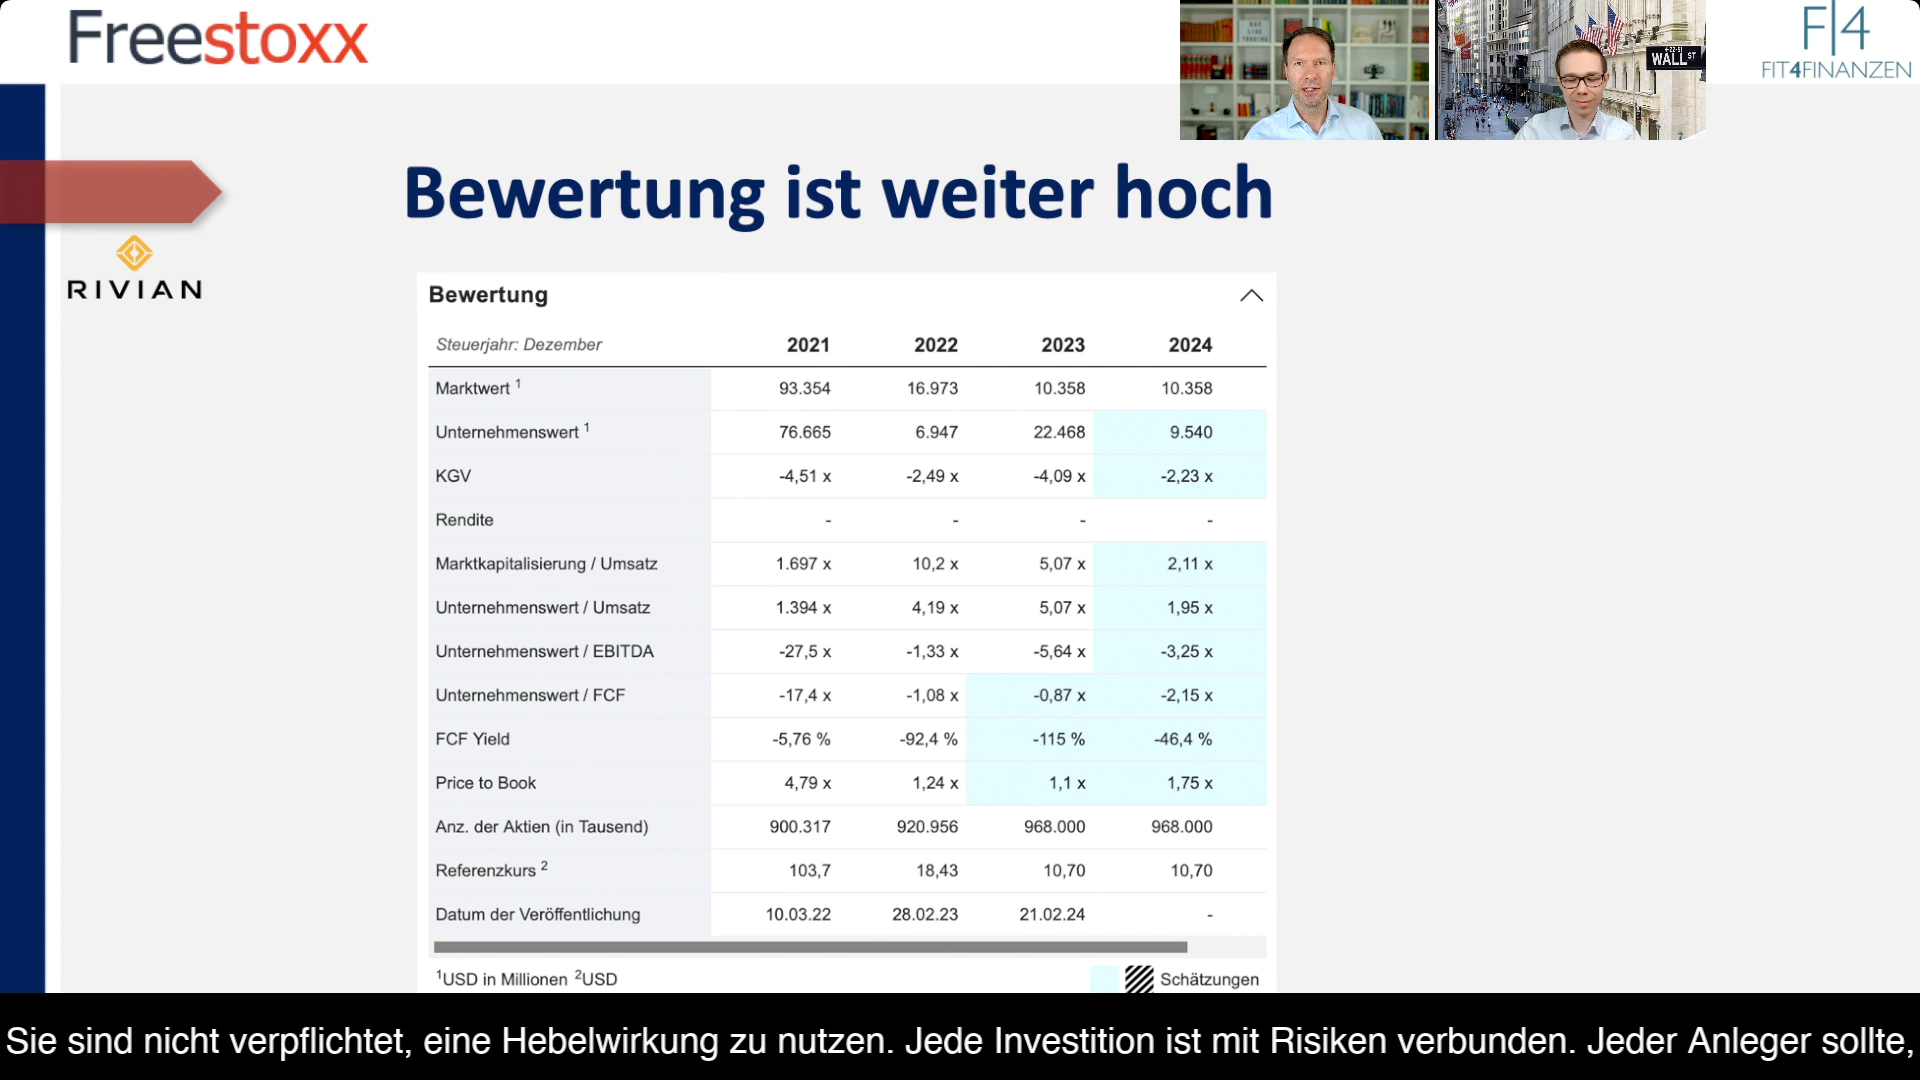 Freestoxx
4-22-51
WALL ST
F|4
FIT4FINANZEN
Bewertung ist weiter hoch
RIVIAN
Bewertung
Steuerjahr: Dezember 2021 2022 2023 2024
Marktwert 1 93.354 16.973 10.358 10.358
Unternehmenswert 1 76.665 6.947 22.468 9.540
KGV -4,51 x -2,49 x -4,09 x -2,23 x
Rendite - - - -
Marktkapitalisierung / Umsatz 1.697 x 10,2 x 5,07 x 2,11 x
Unternehmenswert / Umsatz 1.394 x 4,19 x 5,07 x 1,95 x
Unternehmenswert / EBITDA -27,5 x -1,33 x -5,64 x -3,25 x
Unternehmenswert / FCF -17,4 x -1,08 x -0,87 x -2,15 x
FCF Yield -5,76 % -92,4 % -115 % -46,4 %
Price to Book 4,79 x 1,24 x 1,1 x 1,75 x
Anz. der Aktien (in Tausend) 900.317 920.956 968.000 968.000
Referenzkurs 2 103,7 18,43 10,70 10,70
Datum der Veröffentlichung 10.03.22 28.02.23 21.02.24 -
1USD in Millionen 2USD Schätzungen
Sie sind nicht verpflichtet, eine Hebelwirkung zu nutzen. Jede Investition ist mit Risiken verbunden. Jeder Anleger sollte,